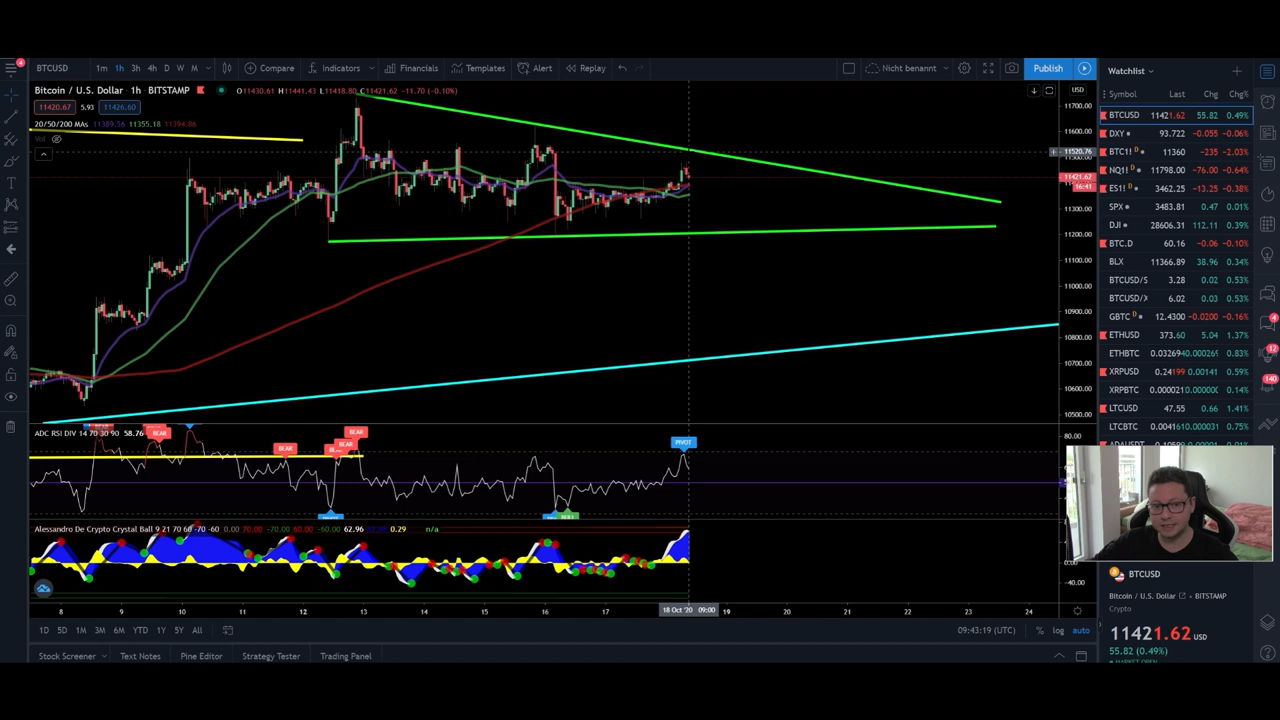 4
BTCUSD 1m 1h 3h 4h D W M Compare Indicators Financials Templates Alert Replay Nicht benannt Publish
Bitcoin / U.S. Dollar · 1h · BITSTAMP O11430.61 H11441.43 L11418.80 C11421.62 -11.70 (-0.10%)
11420.67 5.93 11426.60
20/50/200 MAs 11389.56 11355.18 11394.86
Vol
USD
11700.00
11600.00
11520.76
11421.62
16:41
11300.00
11200.00
11100.00
11000.00
10900.00
10800.00
10700.00
10600.00
10500.00
ADC RSI DIV 14 70 30 90 58.76
BEAR
BEAR
BEAR
BEAR
PIVOT
80.00
Alessandro De Crypto Crystal Ball 9 21 70 60 -70 -60 0.00 70.00 -70.00 60.00 -60.00 62.96 0.29 n/a
-40.00
8 9 10 11 12 13 14 15 16 17 18 Oct '20 09:00 19 20 21 22 23 24
1D 5D 1M 3M 6M YTD 1Y 5Y All 09:43:19 (UTC) % log auto
Stock Screener Text Notes Pine Editor Strategy Tester Trading Panel
Watchlist
Symbol Last Chg Chg%
BTCUSD 11421.62 55.82 0.49%
DXY 93.722 -0.055 -0.06%
BTC1! D 11360 -235 -2.03%
NQ1! D 11798.00 -76.00 -0.64%
ES1! D 3462.25 -13.25 -0.38%
SPX 3483.81 0.47 0.01%
DJI 28606.31 112.11 0.39%
BTC.D 60.16 -0.06 -0.10%
BLX 11366.89 38.96 0.34%
BTCUSD/S 3.28 0.02 0.53%
BTCUSD/X 6.02 0.03 0.53%
GBTC D 12.4300 -0.0200 -0.16%
ETHUSD 373.60 5.04 1.37%
ETHBTC 0.83%
XRPUSD 0.24199 0.00141 0.59%
XRPBTC 0.14%
LTCUSD 47.55 0.66 1.41%
LTCBTC 0.75%
BTCUSD
Bitcoin / U.S. Dollar · BITSTAMP
Crypto
11421.62 USD
55.82 (0.49%)
4
12
140